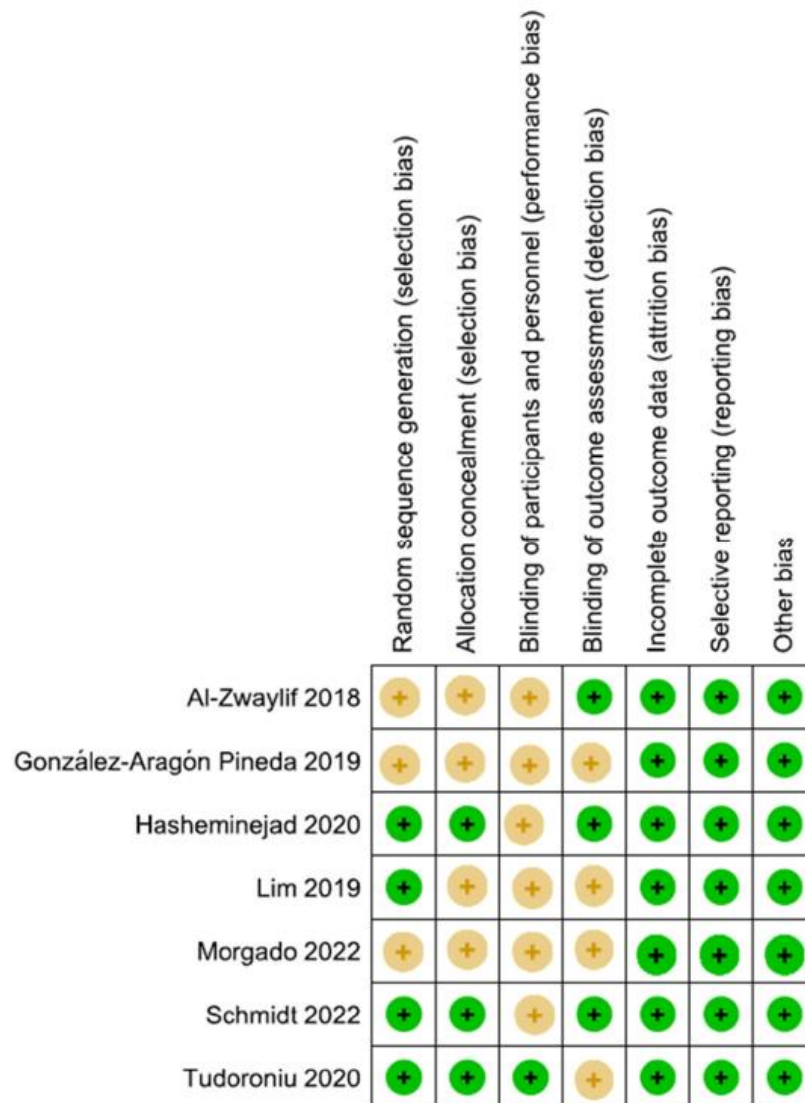 Random sequence generation (selection bias)
Allocation concealment (selection bias)
Blinding of participants and personnel (performance bias)
Blinding of outcome assessment (detection bias)
Incomplete outcome data (attrition bias)
Selective reporting (reporting bias)
Other bias
Al-Zwaylif 2018
González-Aragón Pineda 2019
Hasheminejad 2020
Lim 2019
Morgado 2022
Schmidt 2022
Tudoroniu 2020